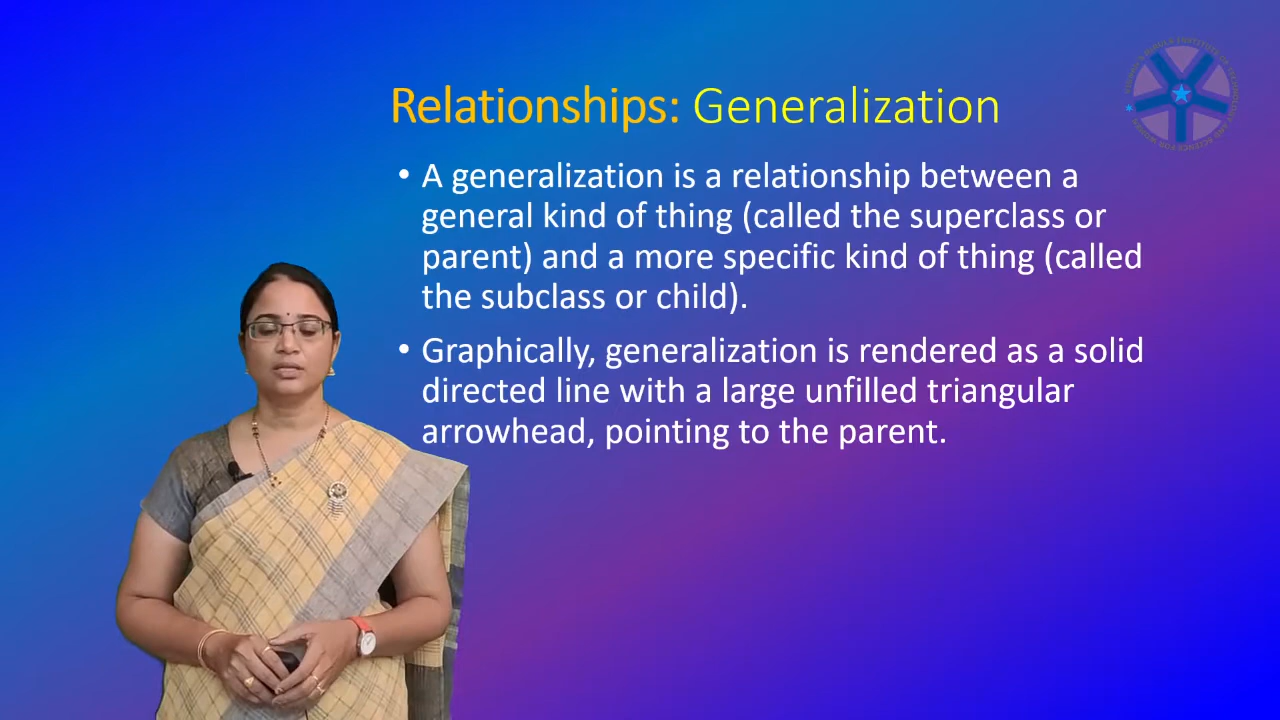 Relationships: Generalization
• A generalization is a relationship between a
general kind of thing (called the superclass or
parent) and a more specific kind of thing (called
the subclass or child).
• Graphically, generalization is rendered as a solid
directed line with a large unfilled triangular
arrowhead, pointing to the parent.